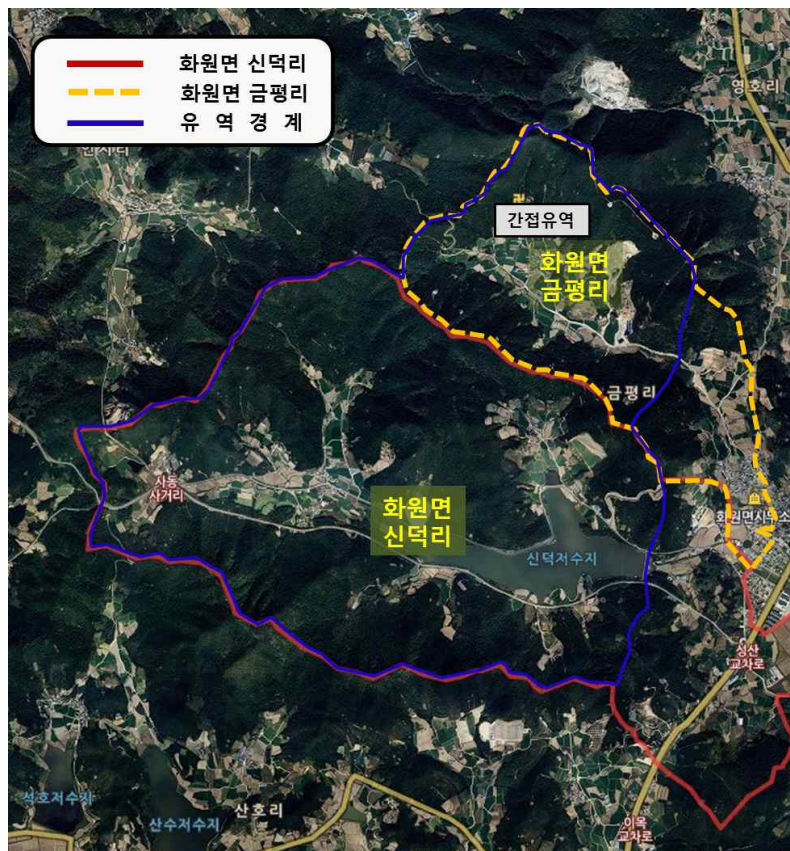 화원면 신덕리
화원면 금평리
유 역 경 계
영호리
간접유역
화원면
금평리
금평리
사동
사거리
화원면
신덕리
신덕저수지
성산
교차로
석호저수지
산수저수지
산호리
이목
교차로